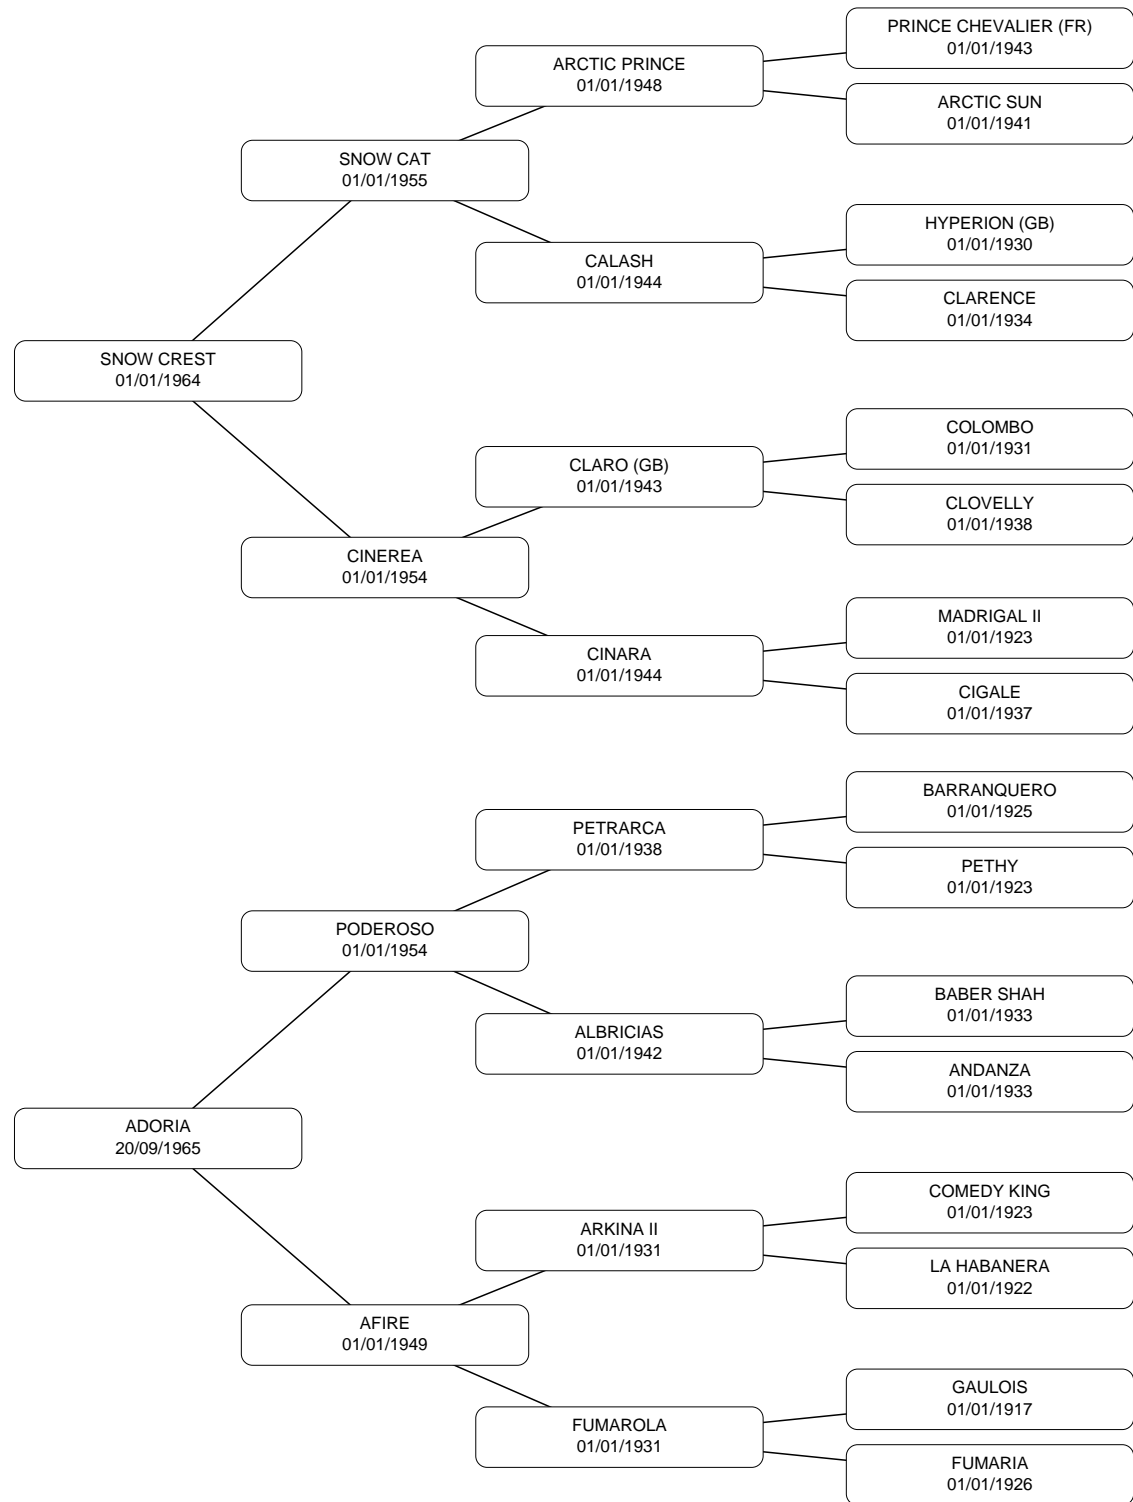 PRINCE CHEVALIER (FR)
01/01/1943
ARCTIC PRINCE
01/01/1948
ARCTIC SUN
01/01/1941
SNOW CAT
01/01/1955
HYPERION (GB)
01/01/1930
CALASH
01/01/1944
CLARENCE
01/01/1934
SNOW CREST
01/01/1964
COLOMBO
01/01/1931
CLARO (GB)
01/01/1943
CLOVELLY
01/01/1938
CINEREA
01/01/1954
MADRIGAL II
01/01/1923
CINARA
01/01/1944
CIGALE
01/01/1937
BARRANQUERO
01/01/1925
PETRARCA
01/01/1938
PETHY
01/01/1923
PODEROSO
01/01/1954
BABER SHAH
01/01/1933
ALBRICIAS
01/01/1942
ANDANZA
01/01/1933
ADORIA
20/09/1965
COMEDY KING
01/01/1923
ARKINA II
01/01/1931
LA HABANERA
01/01/1922
AFIRE
01/01/1949
GAULOIS
01/01/1917
FUMAROLA
01/01/1931
FUMARIA
01/01/1926